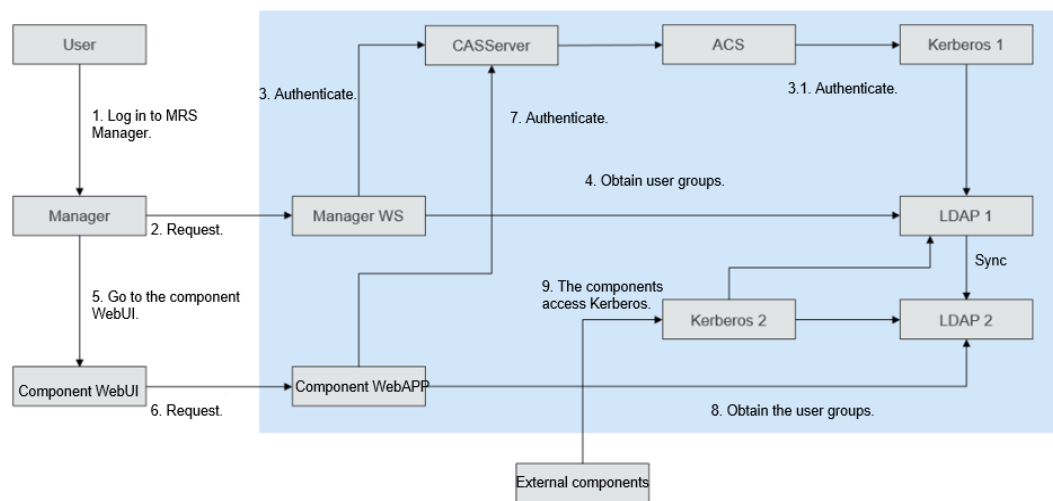 User
CASServer
ACS
Kerberos 1
3. Authenticate.
3.1. Authenticate.
1. Log in to MRS
Manager.
7. Authenticate.
4. Obtain user groups.
Manager
Manager WS
LDAP 1
2. Request.
Sync
5. Go to the component
WebUI.
9. The components
access Kerberos.
Kerberos 2
LDAP 2
Component WebUI
Component WebAPP
6. Request.
8. Obtain the user groups.
External components